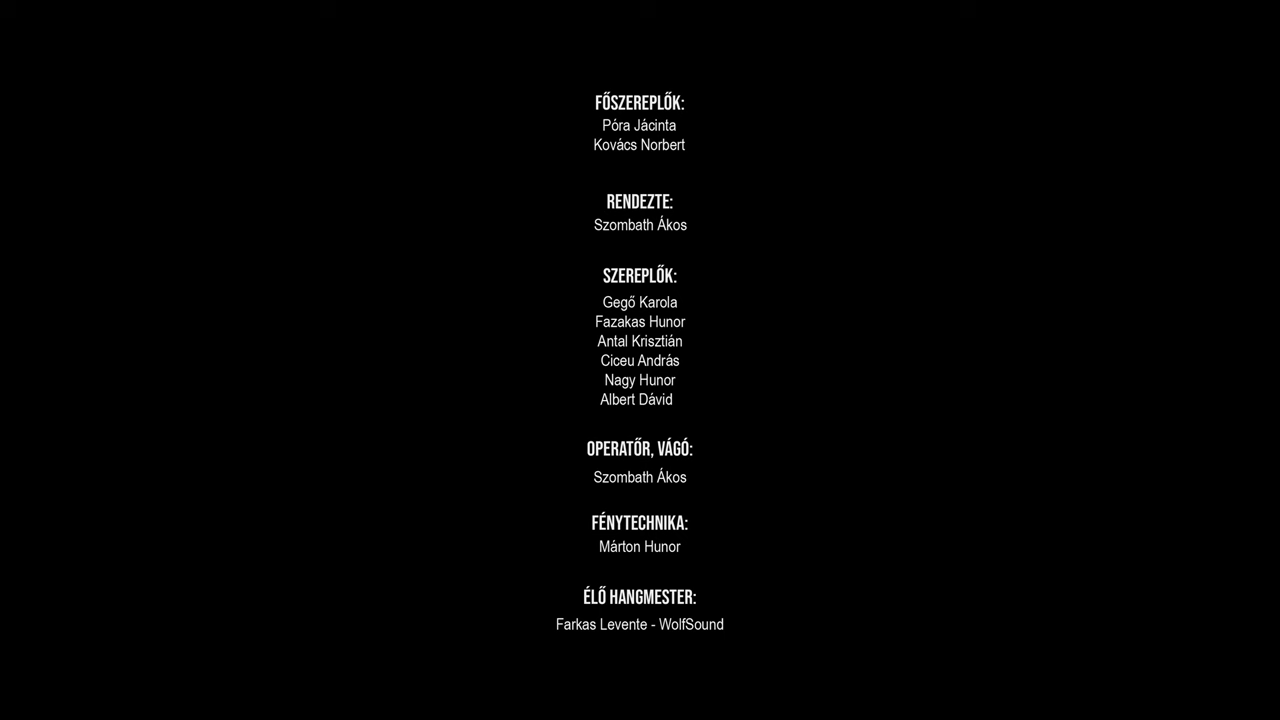 FŐSZEREPLŐK:
Póra Jácinta
Kovács Norbert
RENDEZTE:
Szombath Ákos
SZEREPLŐK:
Gegő Karola
Fazakas Hunor
Antal Krisztián
Ciceu András
Nagy Hunor
Albert Dávid
OPERATŐR, VÁGÓ:
Szombath Ákos
FÉNYTECHNIKA:
Márton Hunor
ÉLŐ HANGMESTER:
Farkas Levente - WolfSound